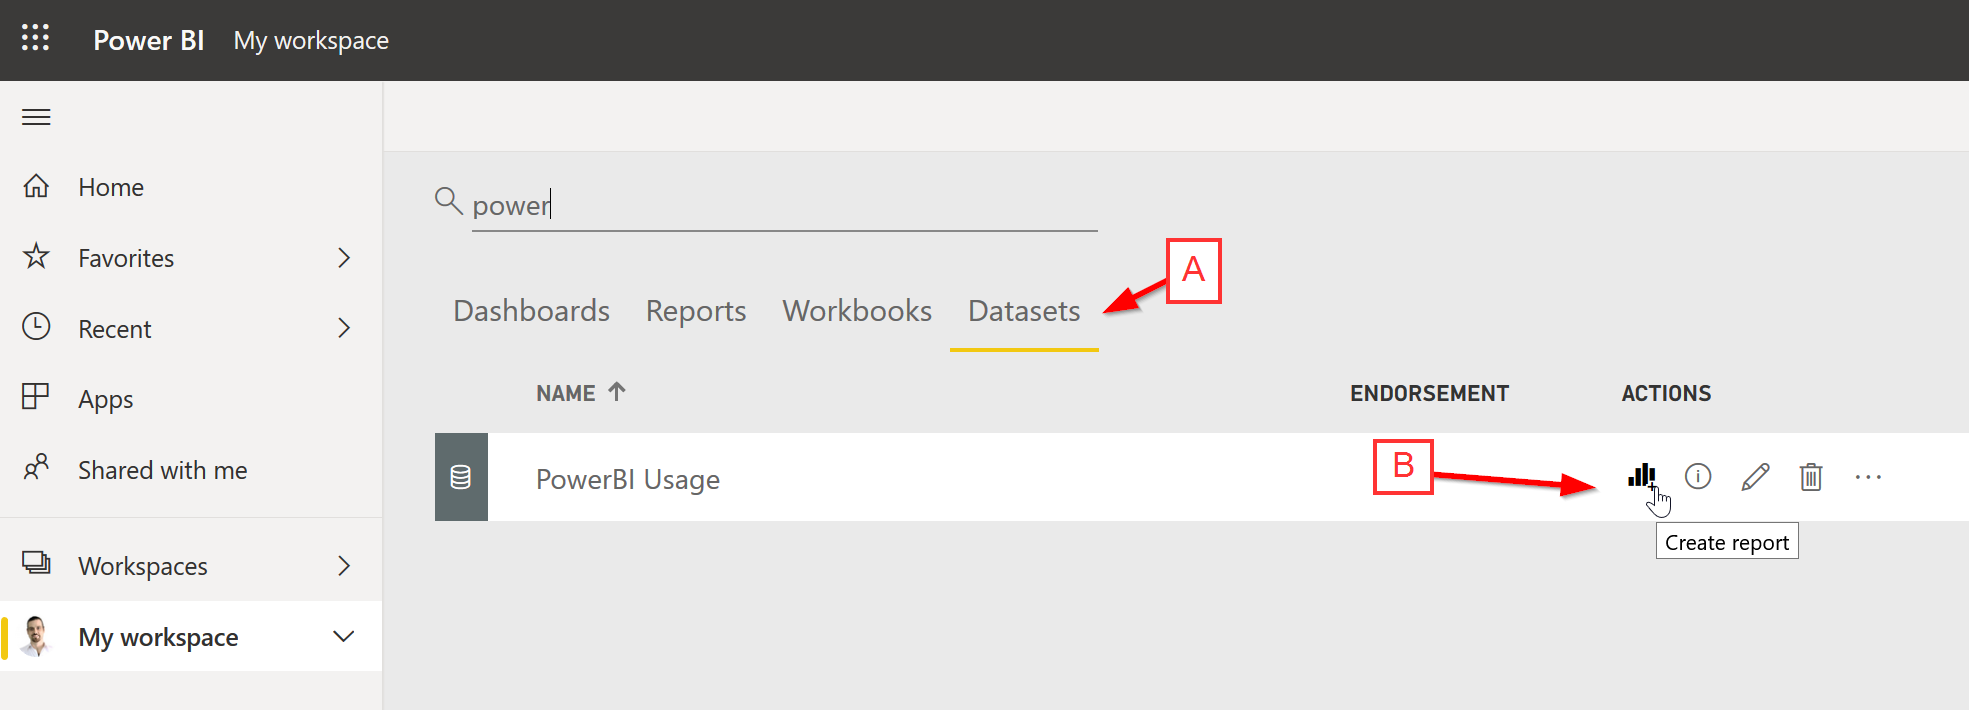 Power BI My workspace
Home
Favorites
Recent
Apps
Shared with me
Workspaces
My workspace
power
A
Dashboards Reports Workbooks Datasets
NAME ENDORSEMENT ACTIONS
B
PowerBI Usage
Create report